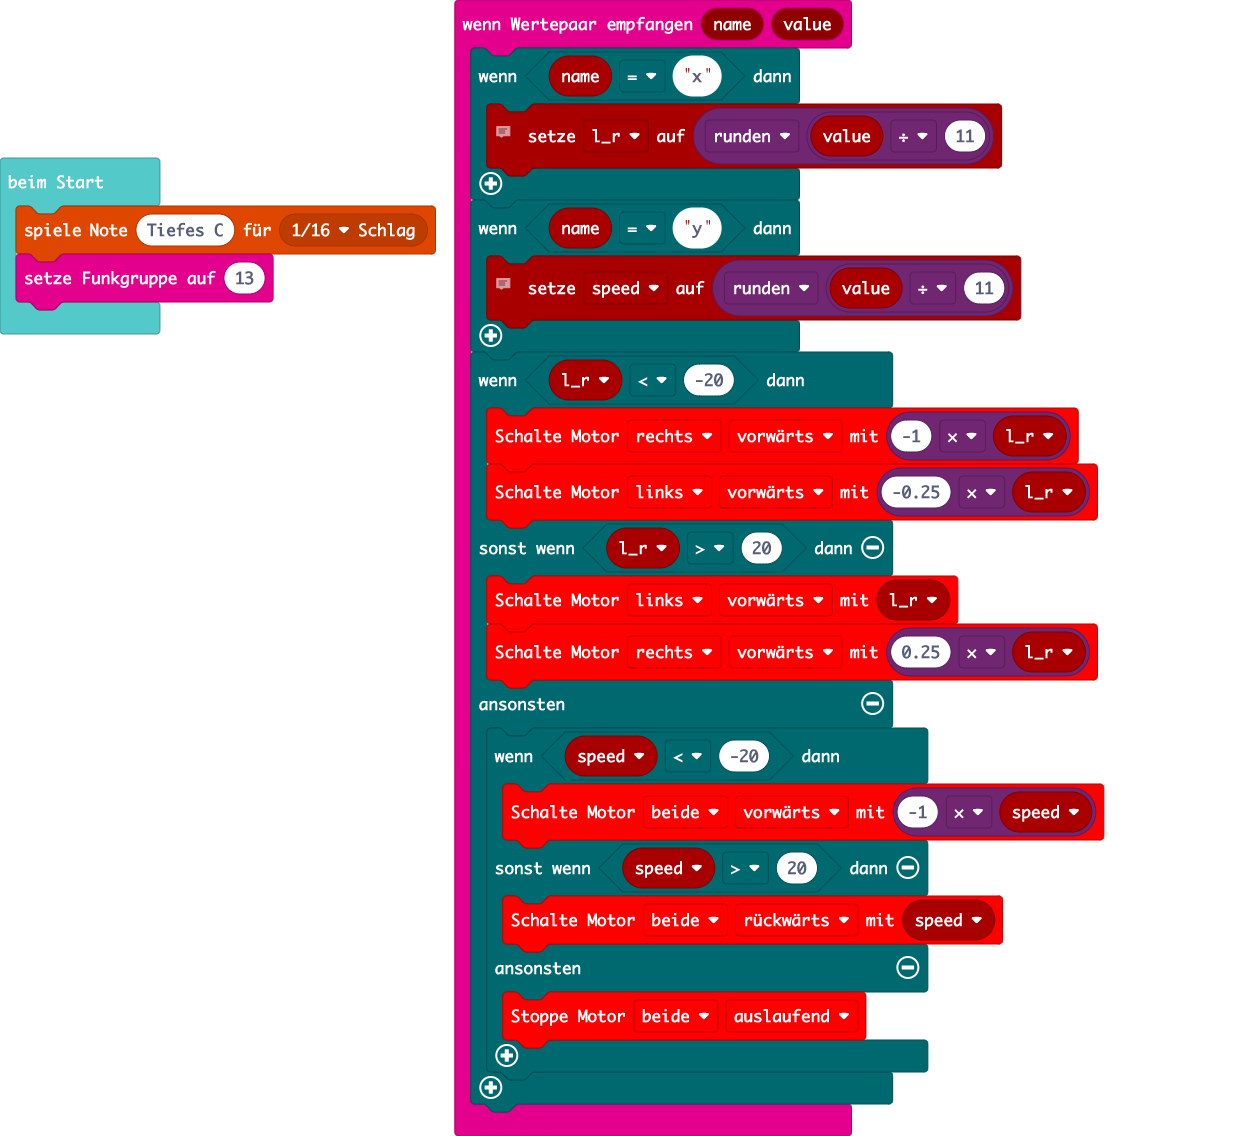 beim Start
spiele Note Tiefes C für 1/16 Schlag
setze Funkgruppe auf 13
wenn Wertepaar empfangen name value
wenn name = "x" dann
setze l_r auf runden value ÷ 11
wenn name = "y" dann
setze speed auf runden value ÷ 11
wenn l_r < -20 dann
Schalte Motor rechts vorwärts mit -1 × l_r
Schalte Motor links vorwärts mit -0.25 × l_r
sonst wenn l_r > 20 dann
Schalte Motor links vorwärts mit l_r
Schalte Motor rechts vorwärts mit 0.25 × l_r
ansonsten
wenn speed < -20 dann
Schalte Motor beide vorwärts mit -1 × speed
sonst wenn speed > 20 dann
Schalte Motor beide rückwärts mit speed
ansonsten
Stoppe Motor beide auslaufend